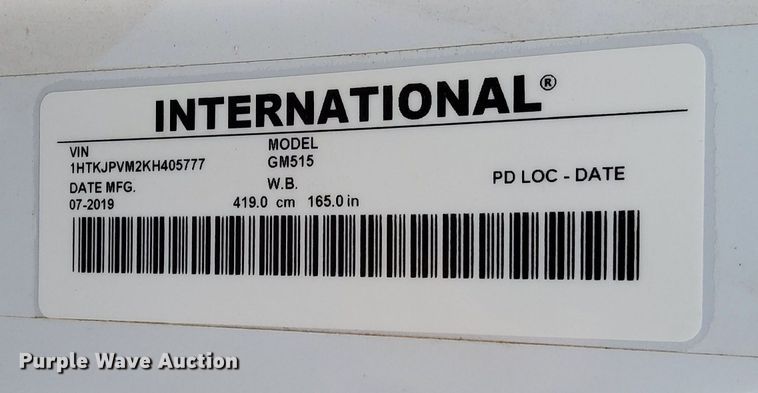 INTERNATIONAL®
VIN MODEL
1HTKJPVM2KH405777 GM515
DATE MFG. W.B. PD LOC - DATE
07-2019 419.0 cm 165.0 in
Purple Wave Auction